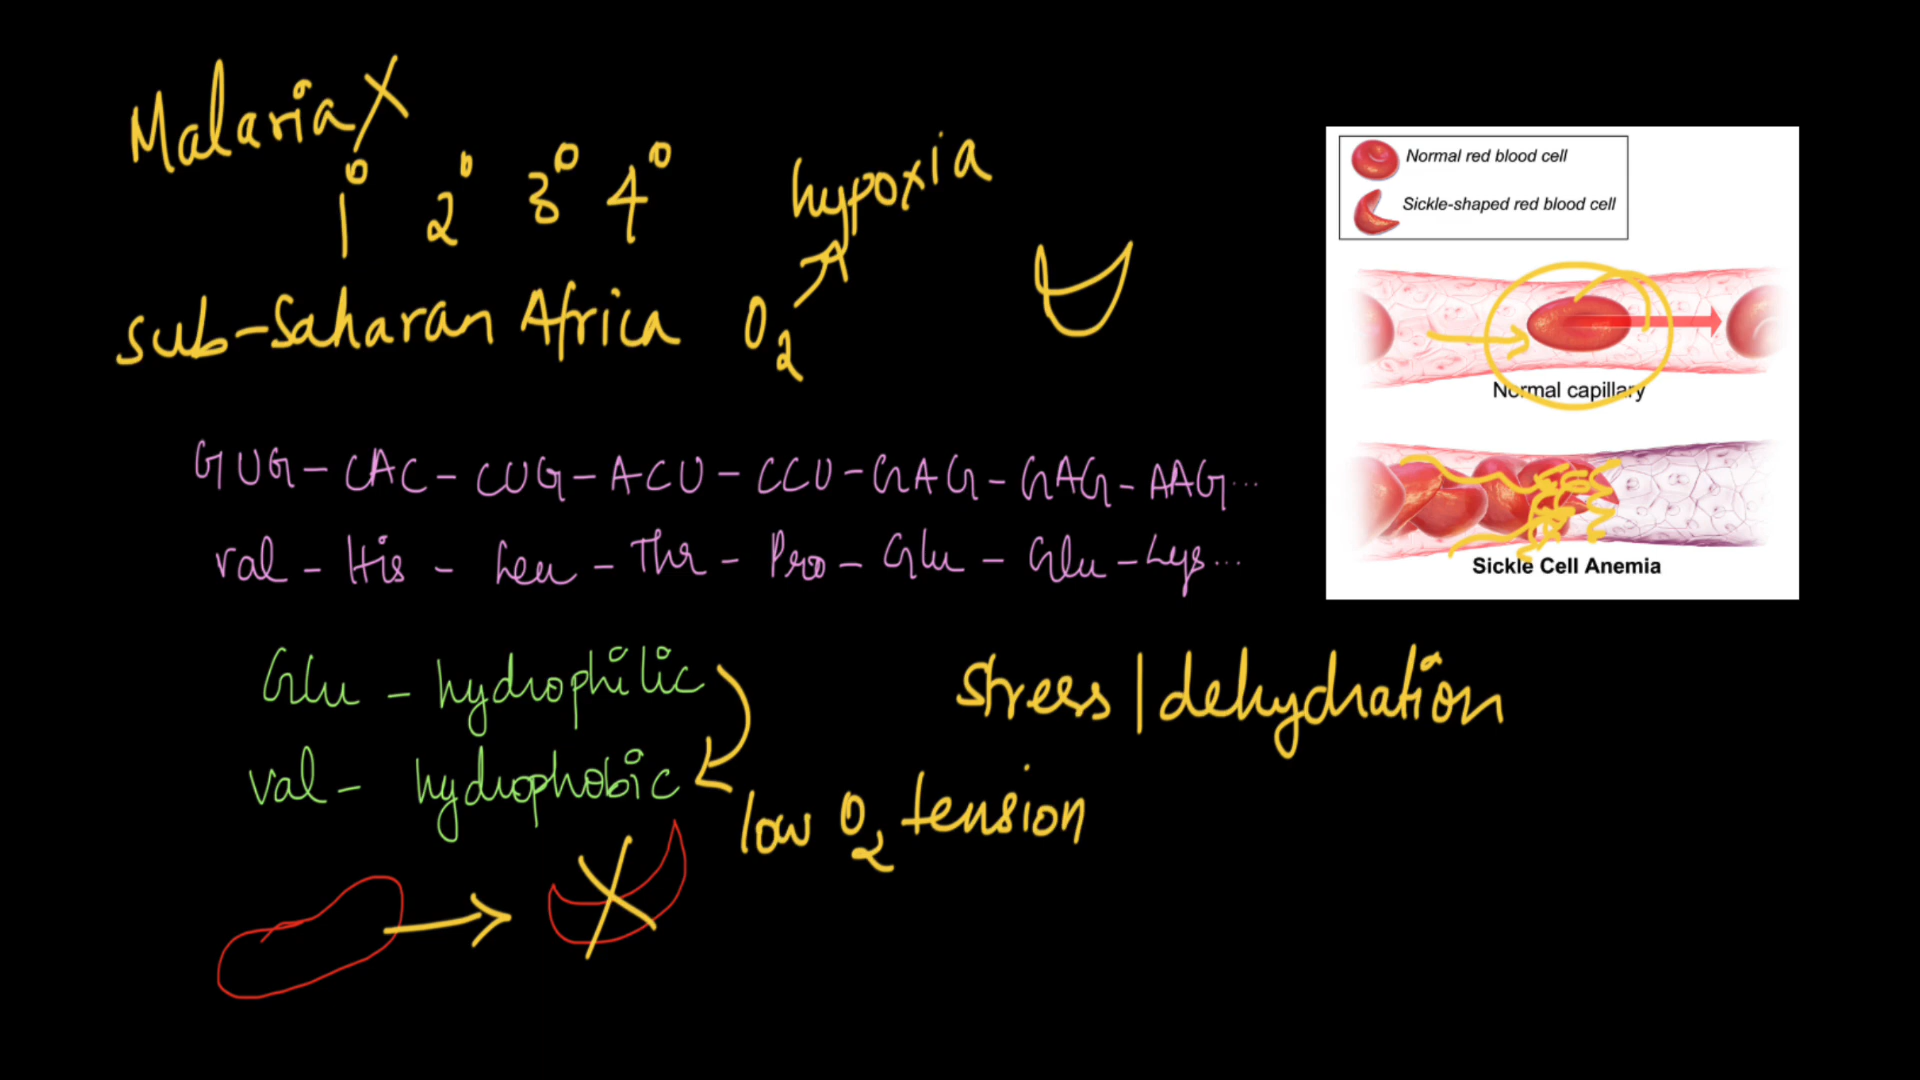 Malaria X
1° 2° 3° 4°
hypoxia
sub-Saharan Africa O₂
GUG - CAC - CUG - ACU - CCU - GAG - GAG - AAG...
val - His - Leu - Thr - Pro - Glu - Glu - Lys...
Glu - hydrophilic
val - hydrophobic
stress | dehydration
low O₂ tension
Normal red blood cell
Sickle-shaped red blood cell
Normal capillary
Sickle Cell Anemia